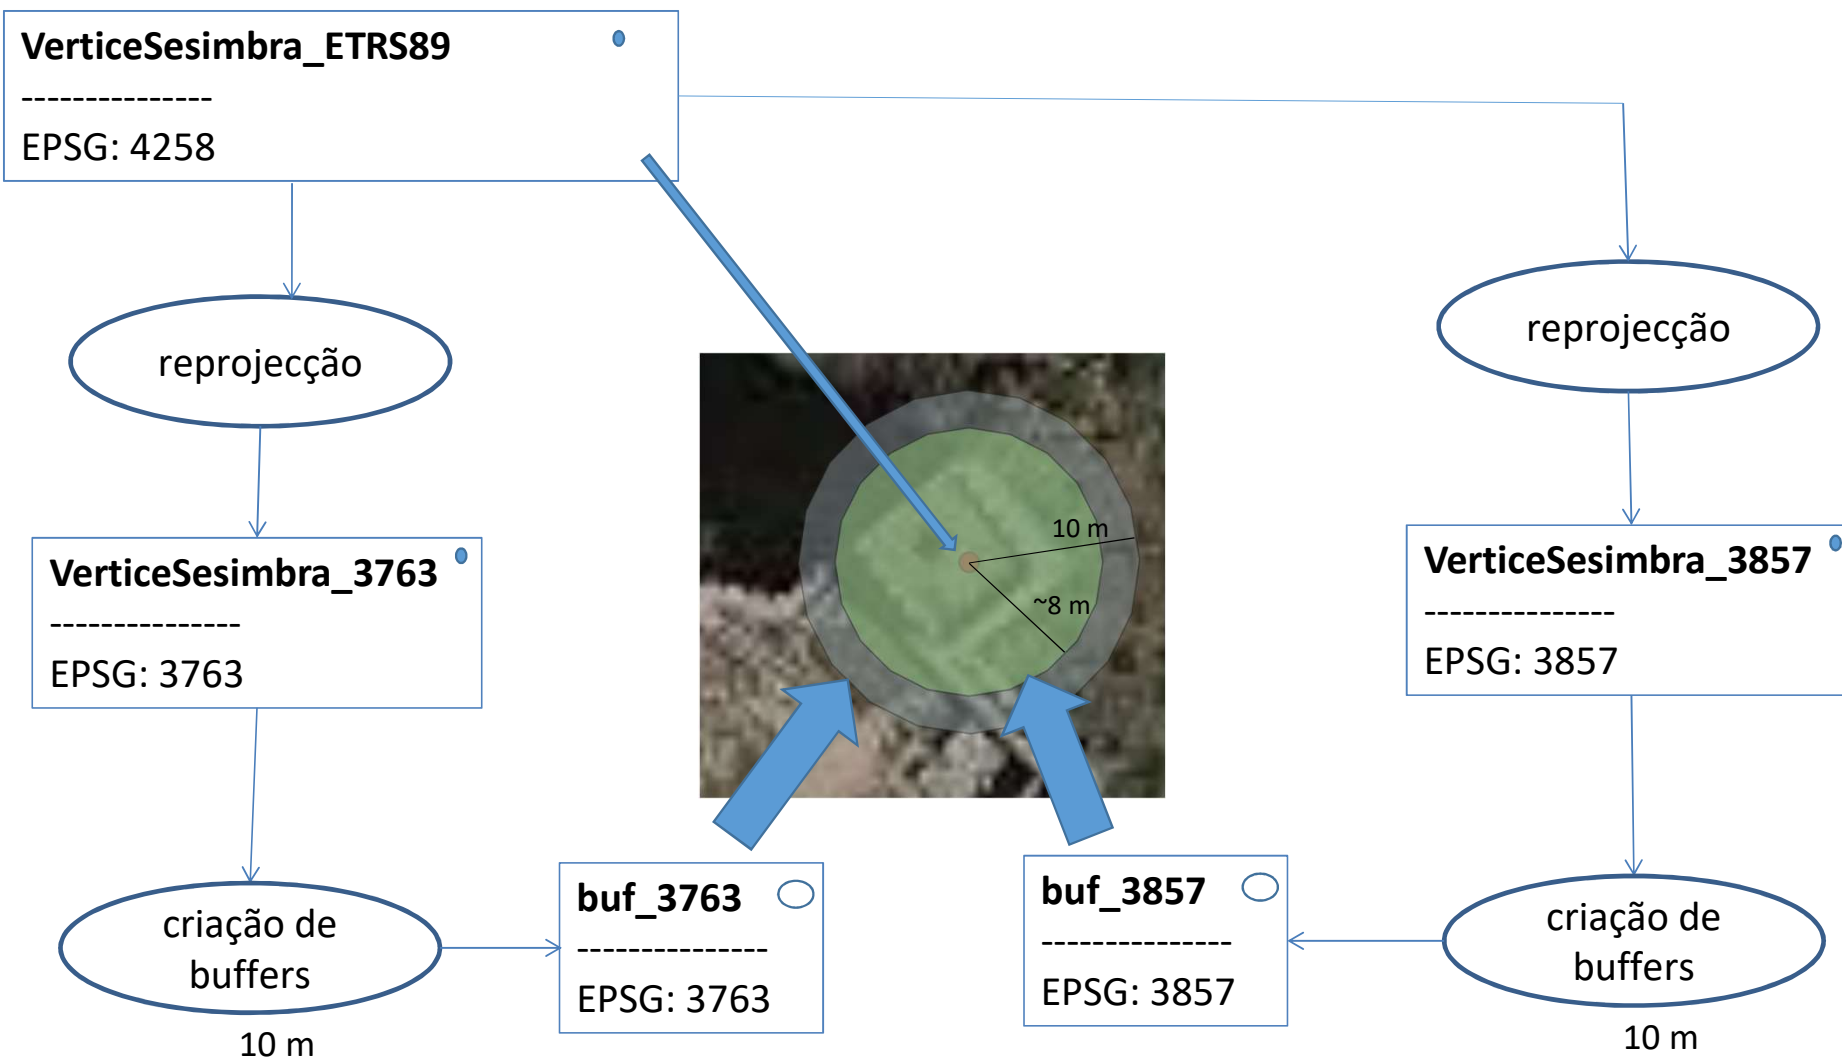 VerticeSesimbra_ETRS89
---------------
EPSG: 4258
reprojecção
reprojecção
10 m
~8 m
VerticeSesimbra_3763
---------------
EPSG: 3763
VerticeSesimbra_3857
---------------
EPSG: 3857
criação de
buffers
10 m
buf_3763
---------------
EPSG: 3763
buf_3857
---------------
EPSG: 3857
criação de
buffers
10 m